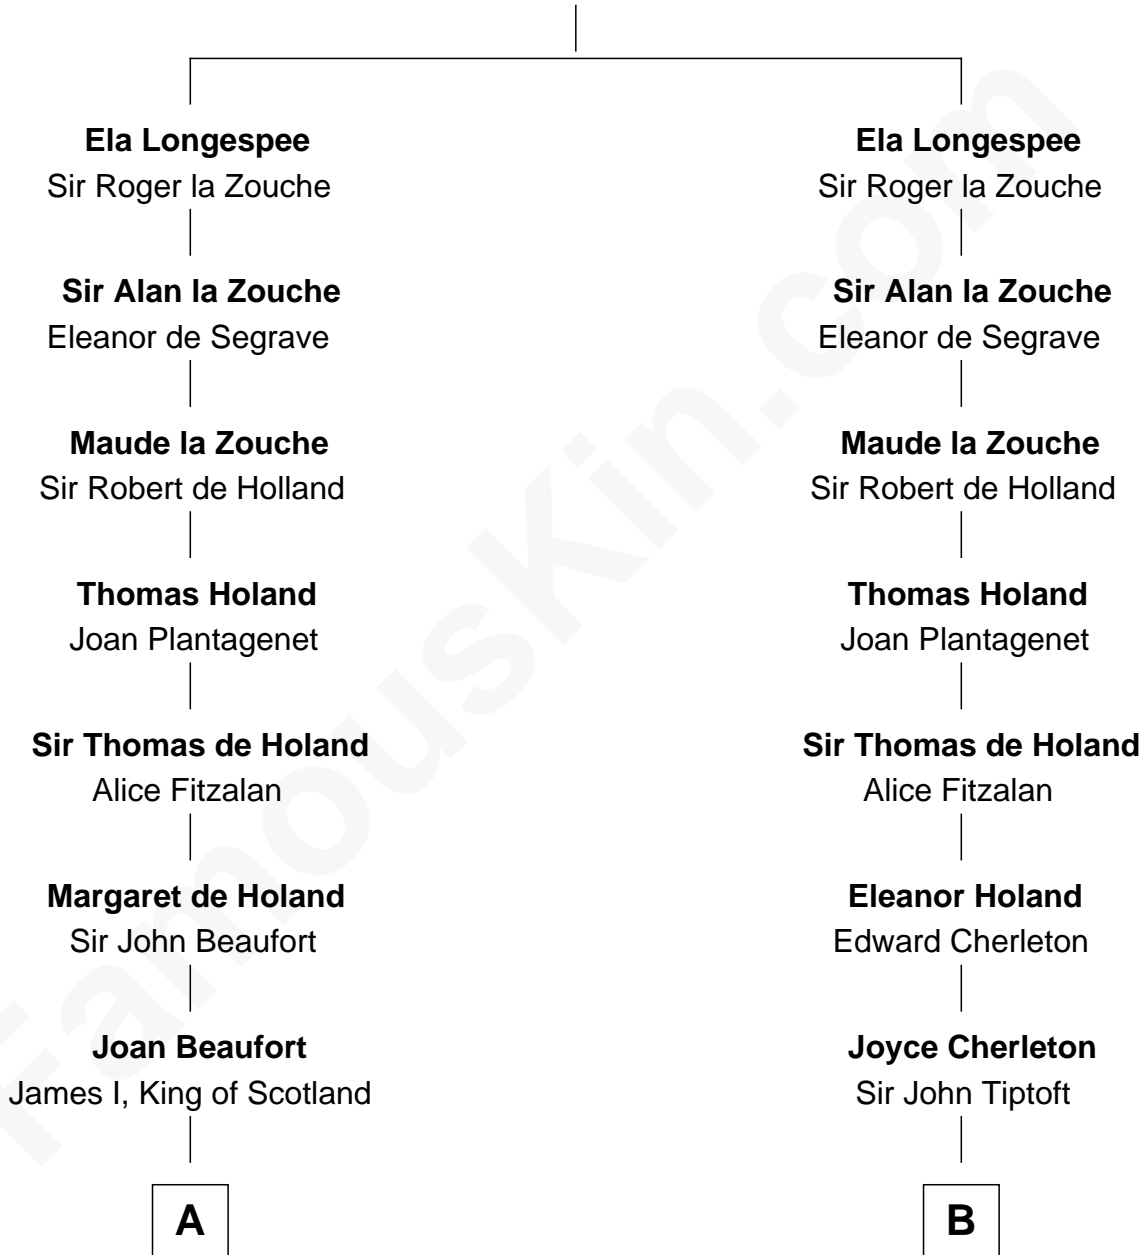 Ela Longespee
Sir Roger la Zouche
Sir Alan la Zouche
Eleanor de Segrave
Maude la Zouche
Sir Robert de Holland
Thomas Holand
Joan Plantagenet
Sir Thomas de Holand
Alice Fitzalan
Margaret de Holand
Sir John Beaufort
Joan Beaufort
James I, King of Scotland
A
Ela Longespee
Sir Roger la Zouche
Sir Alan la Zouche
Eleanor de Segrave
Maude la Zouche
Sir Robert de Holland
Thomas Holand
Joan Plantagenet
Sir Thomas de Holand
Alice Fitzalan
Eleanor Holand
Edward Cherleton
Joyce Cherleton
Sir John Tiptoft
B
FamousKin.com